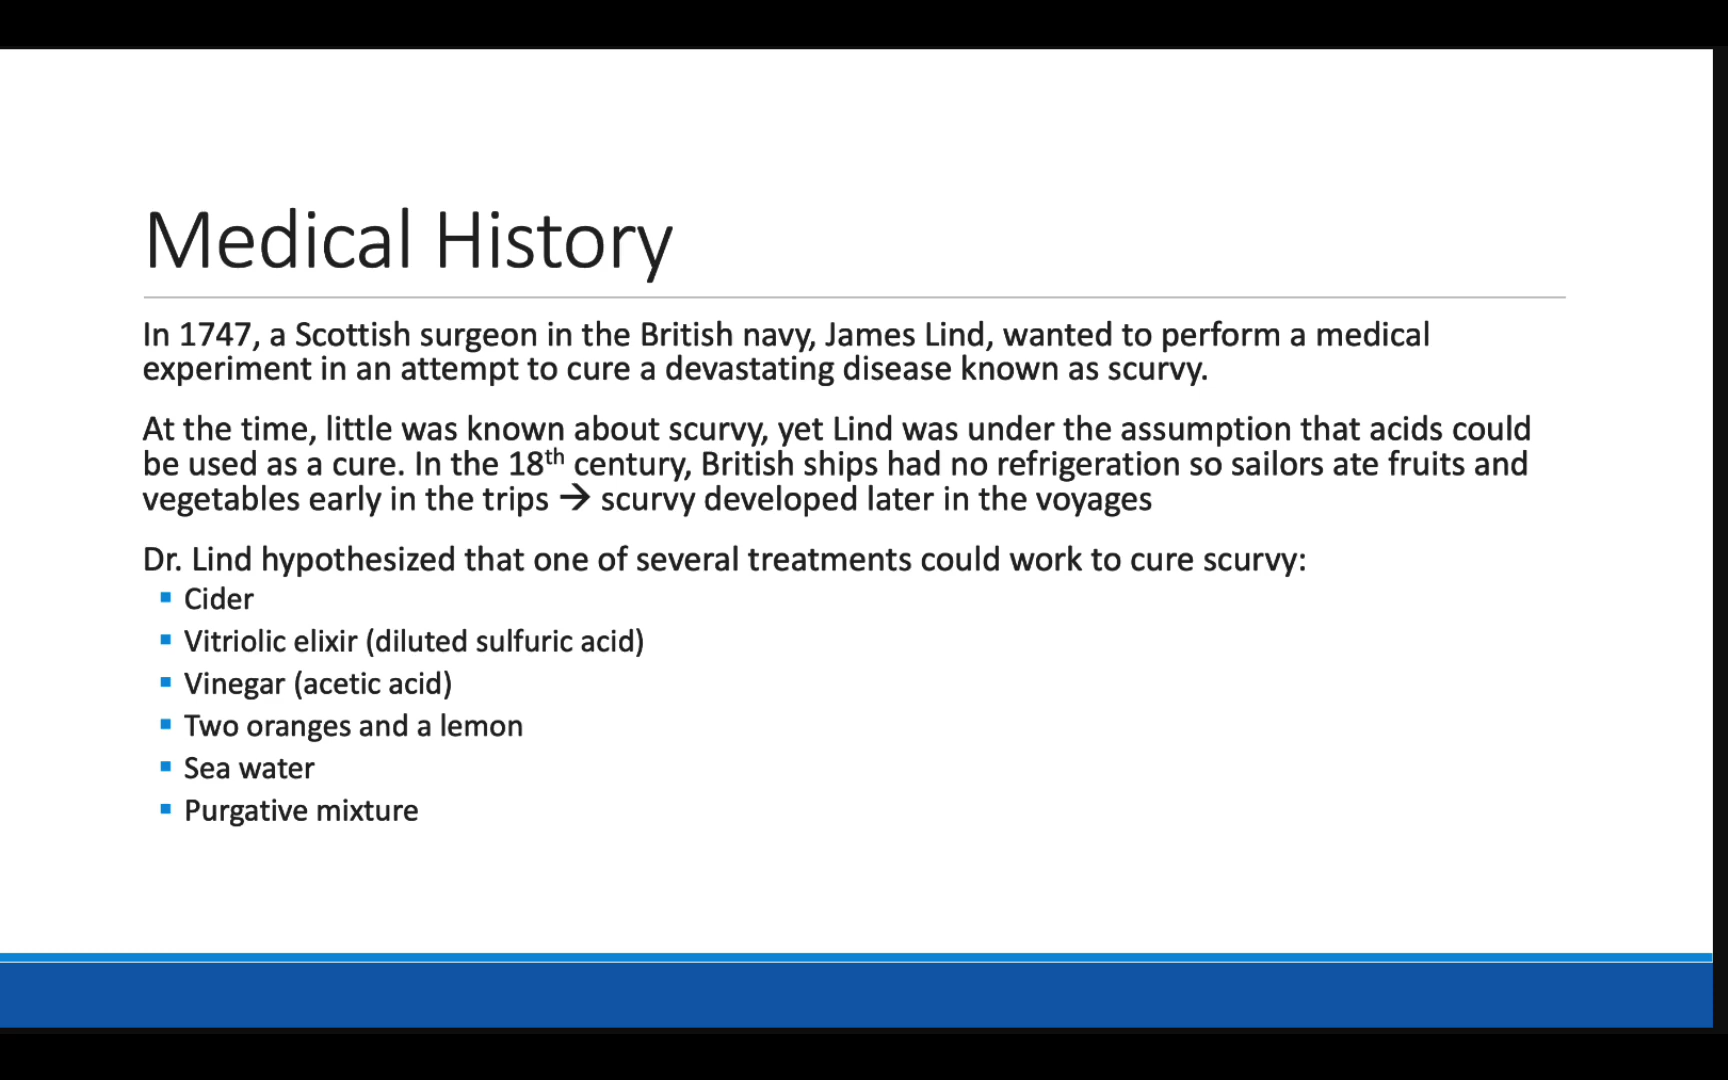 Medical History
In 1747, a Scottish surgeon in the British navy, James Lind, wanted to perform a medical
experiment in an attempt to cure a devastating disease known as scurvy.
At the time, little was known about scurvy, yet Lind was under the assumption that acids could
be used as a cure. In the 18th century, British ships had no refrigeration so sailors ate fruits and
vegetables early in the trips → scurvy developed later in the voyages
Dr. Lind hypothesized that one of several treatments could work to cure scurvy:
▪ Cider
▪ Vitriolic elixir (diluted sulfuric acid)
▪ Vinegar (acetic acid)
▪ Two oranges and a lemon
▪ Sea water
▪ Purgative mixture